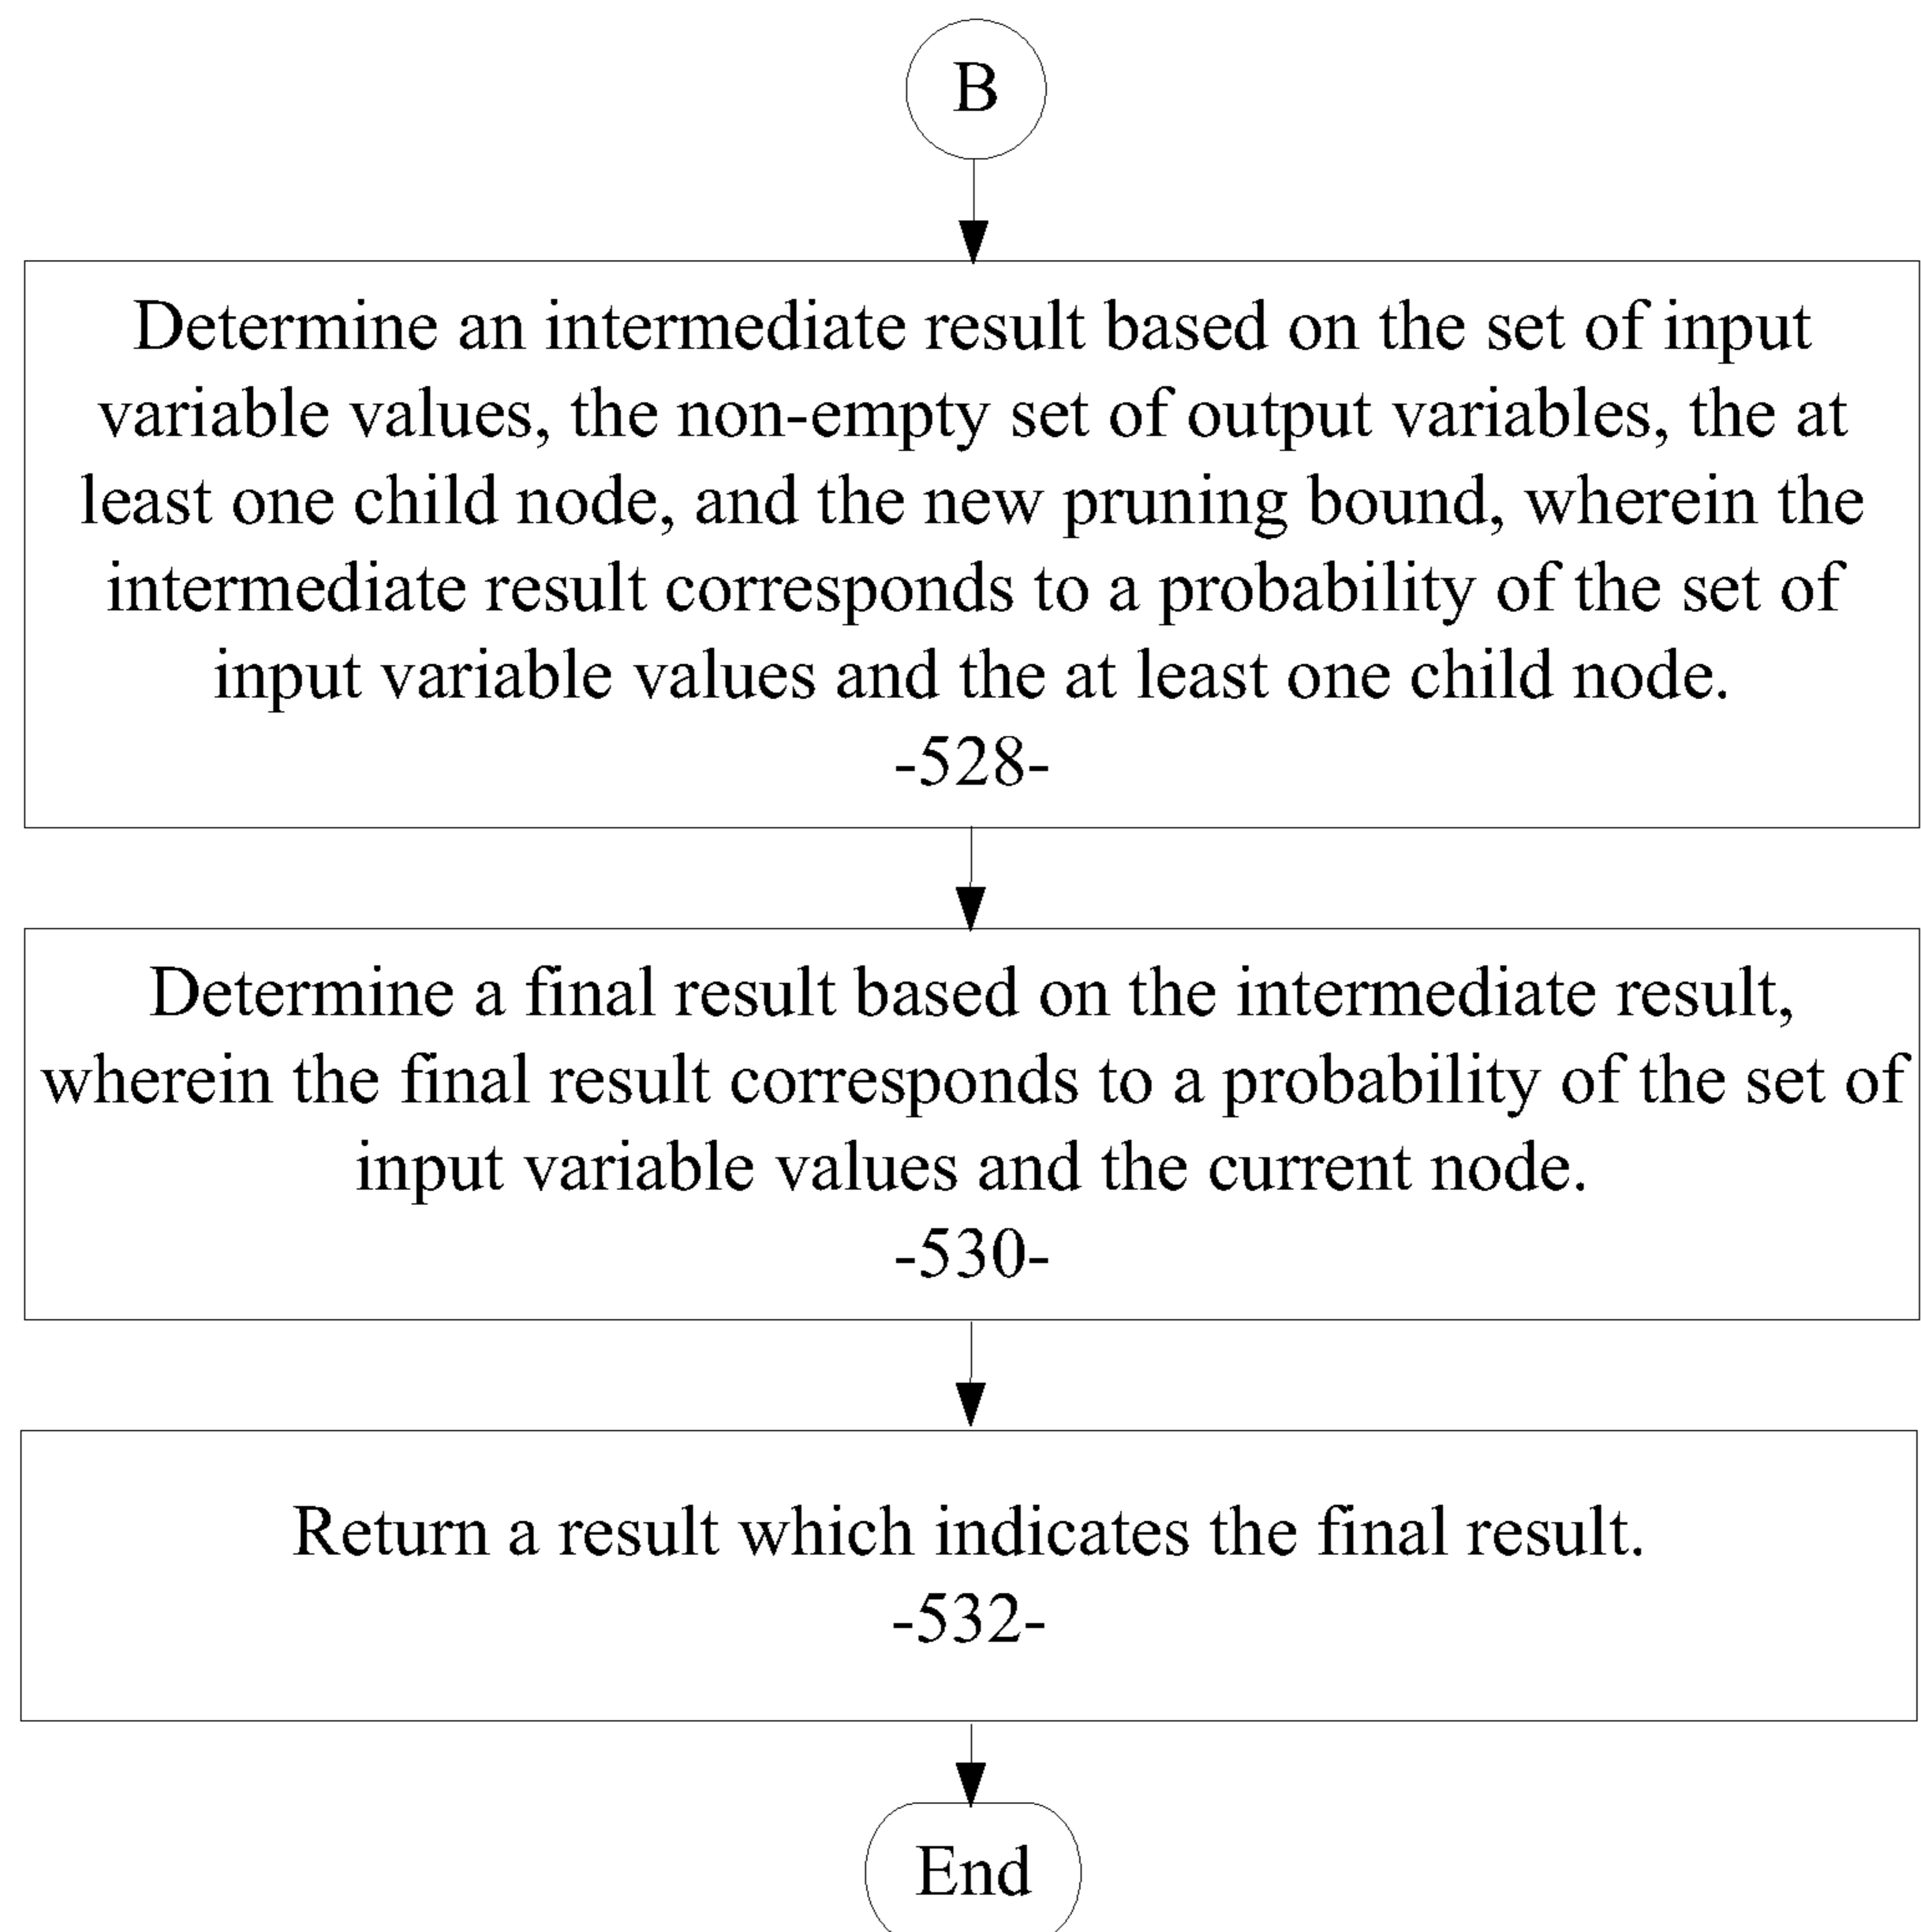 B
Determine an intermediate result based on the set of input
variable values, the non-empty set of output variables, the at
least one child node, and the new pruning bound, wherein the
intermediate result corresponds to a probability of the set of
input variable values and the at least one child node.
-528-
Determine a final result based on the intermediate result,
wherein the final result corresponds to a probability of the set of
input variable values and the current node.
-530-
Return a result which indicates the final result.
-532-
End